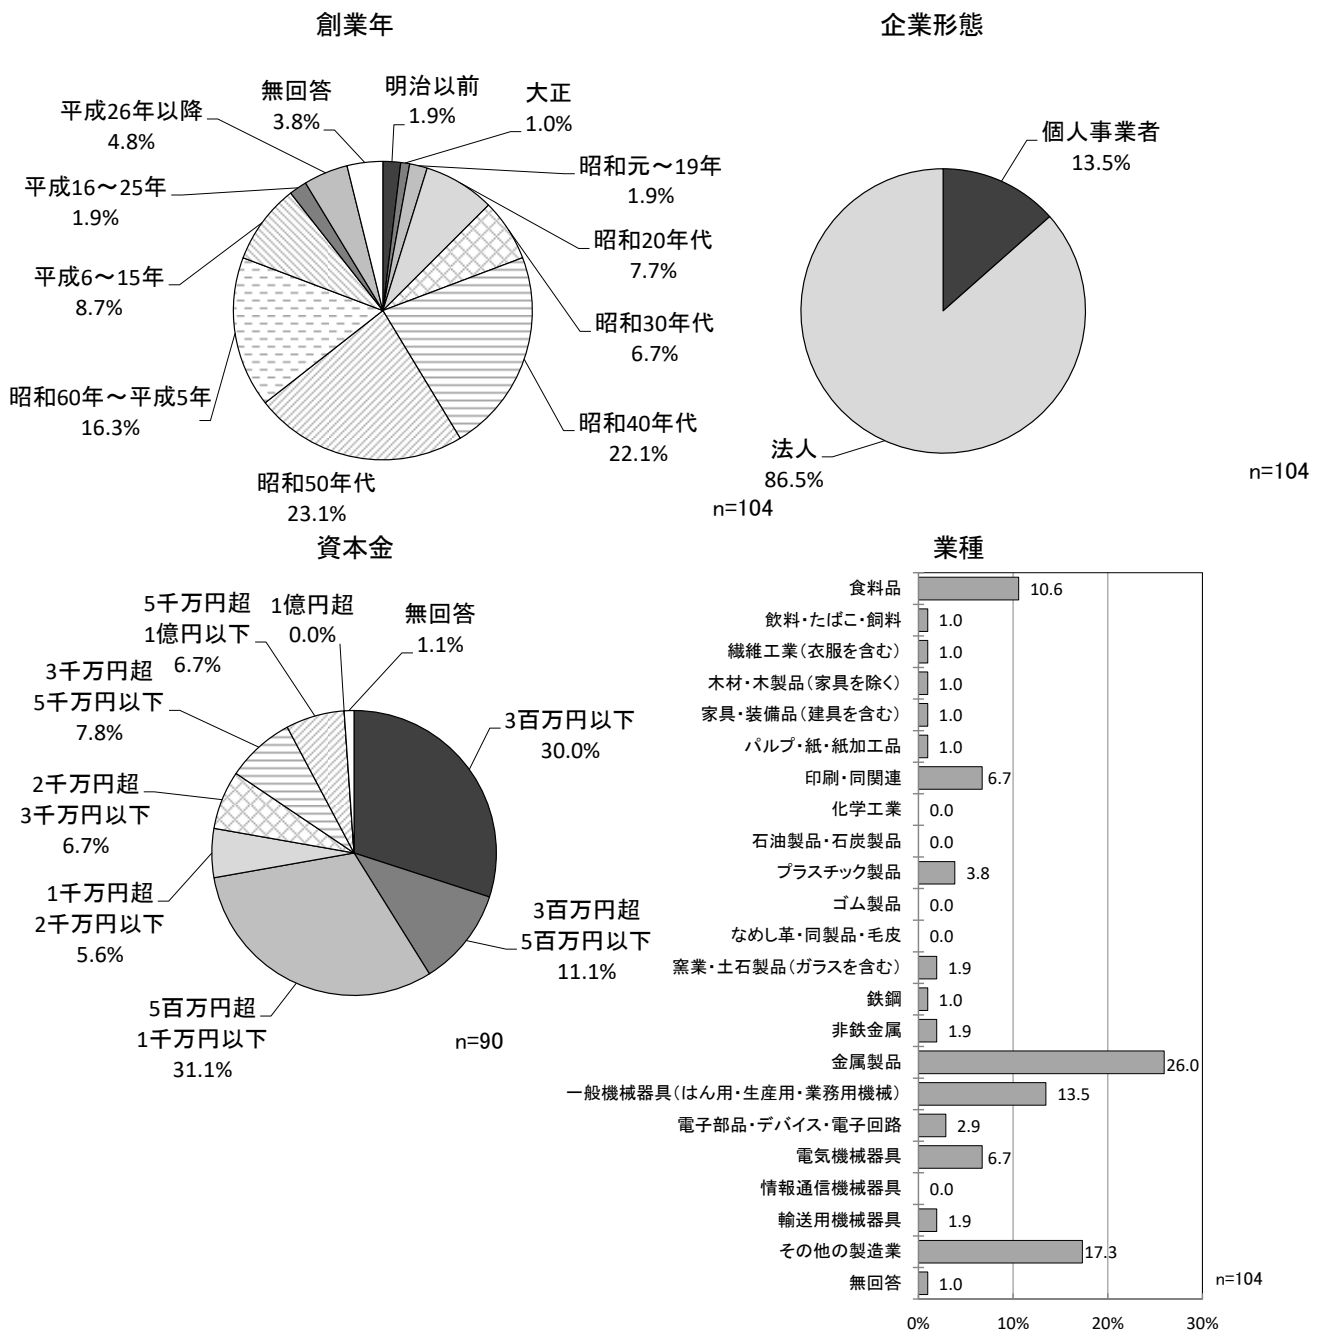 創業年
明治以前
1.9%
大正
1.0%
昭和元～19年
1.9%
昭和20年代
7.7%
昭和30年代
6.7%
昭和40年代
22.1%
昭和50年代
23.1%
昭和60年～平成5年
16.3%
平成6～15年
8.7%
平成16～25年
1.9%
平成26年以降
4.8%
無回答
3.8%
n=104
企業形態
個人事業者
13.5%
法人
86.5%
n=104
資本金
3百万円以下
30.0%
3百万円超
5百万円以下
11.1%
5百万円超
1千万円以下
31.1%
1千万円超
2千万円以下
5.6%
2千万円超
3千万円以下
6.7%
3千万円超
5千万円以下
7.8%
5千万円超
1億円以下
6.7%
1億円超
0.0%
無回答
1.1%
n=90
業種
食料品 10.6
飲料・たばこ・飼料 1.0
繊維工業（衣服を含む） 1.0
木材・木製品（家具を除く） 1.0
家具・装備品（建具を含む） 1.0
パルプ・紙・紙加工品 1.0
印刷・同関連 6.7
化学工業 0.0
石油製品・石炭製品 0.0
プラスチック製品 3.8
ゴム製品 0.0
なめし革・同製品・毛皮 0.0
窯業・土石製品（ガラスを含む） 1.9
鉄鋼 1.0
非鉄金属 1.9
金属製品 26.0
一般機械器具（はん用・生産用・業務用機械） 13.5
電子部品・デバイス・電子回路 2.9
電気機械器具 6.7
情報通信機械器具 0.0
輸送用機械器具 1.9
その他の製造業 17.3
無回答 1.0
n=104
0% 10% 20% 30%